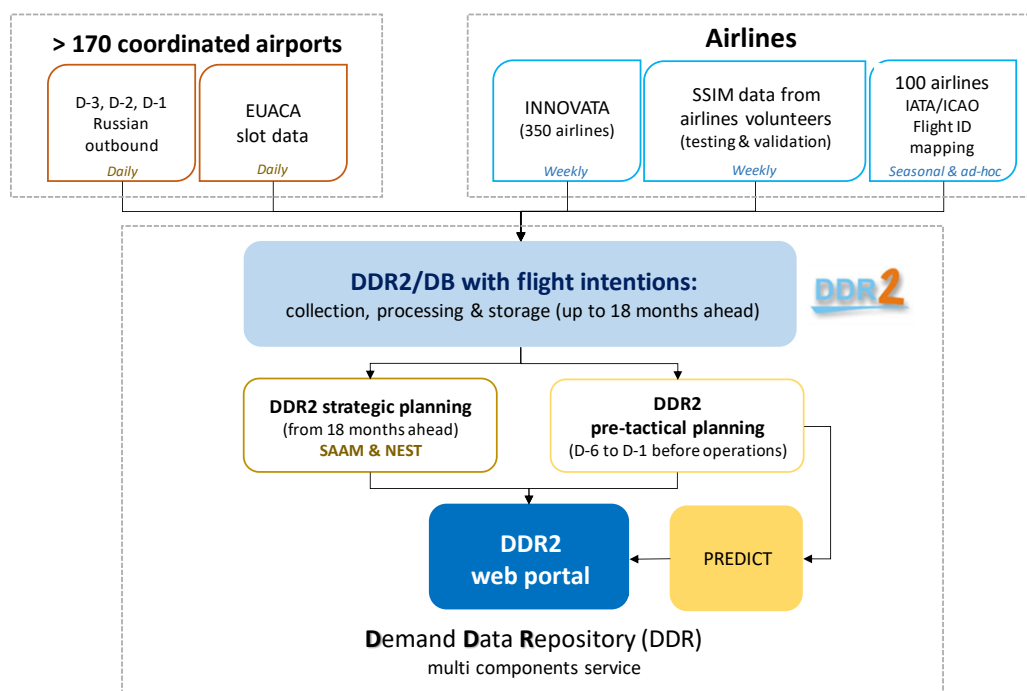 > 170 coordinated airports
D-3, D-2, D-1
Russian
outbound
Daily
EUACA
slot data
Daily
Airlines
INNOVATA
(350 airlines)
Weekly
SSIM data from
airlines volunteers
(testing & validation)
Weekly
100 airlines
IATA/ICAO
Flight ID
mapping
Seasonal & ad-hoc
DDR2/DB with flight intentions:
collection, processing & storage (up to 18 months ahead)
DDR2
DDR2 strategic planning
(from 18 months ahead)
SAAM & NEST
DDR2
pre-tactical planning
(D-6 to D-1 before operations)
DDR2
web portal
PREDICT
Demand Data Repository (DDR)
multi components service